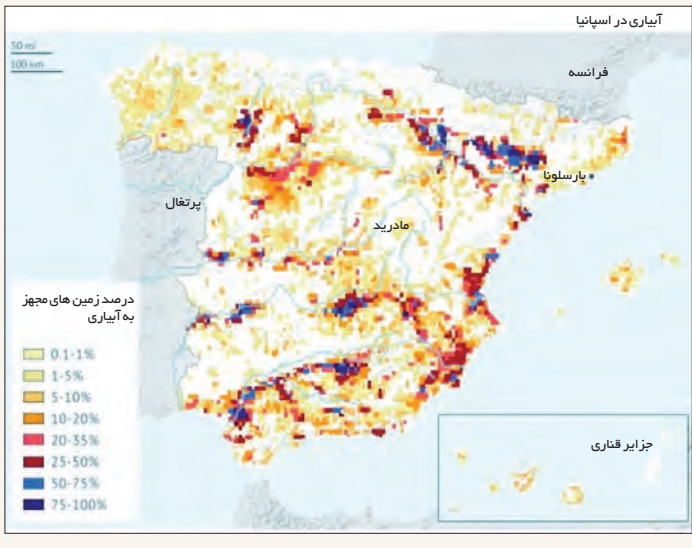 آبیاری در اسپانیا
50 mi
100 km
فرانسه
بارسلونا
پرتغال
مادرید
درصد زمین های مجهز
به آبیاری
0.1-1%
1-5%
5-10%
10-20%
20-35%
25-50%
50-75%
75-100%
جزایر قناری